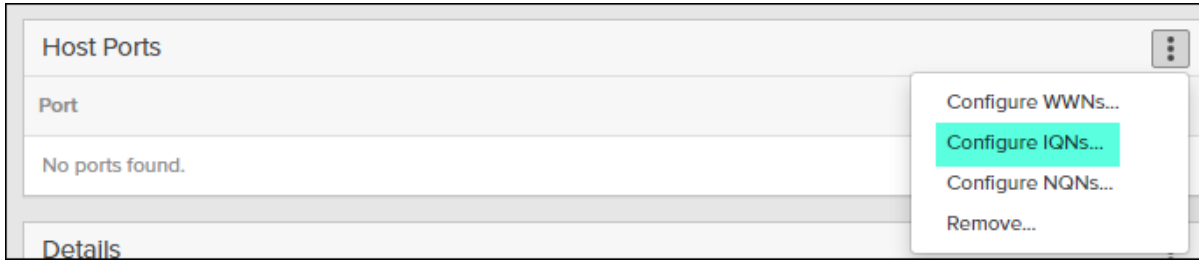 Host Ports
Port
No ports found.
Configure WWNs...
Configure IQNs...
Configure NQNs...
Remove...
Details